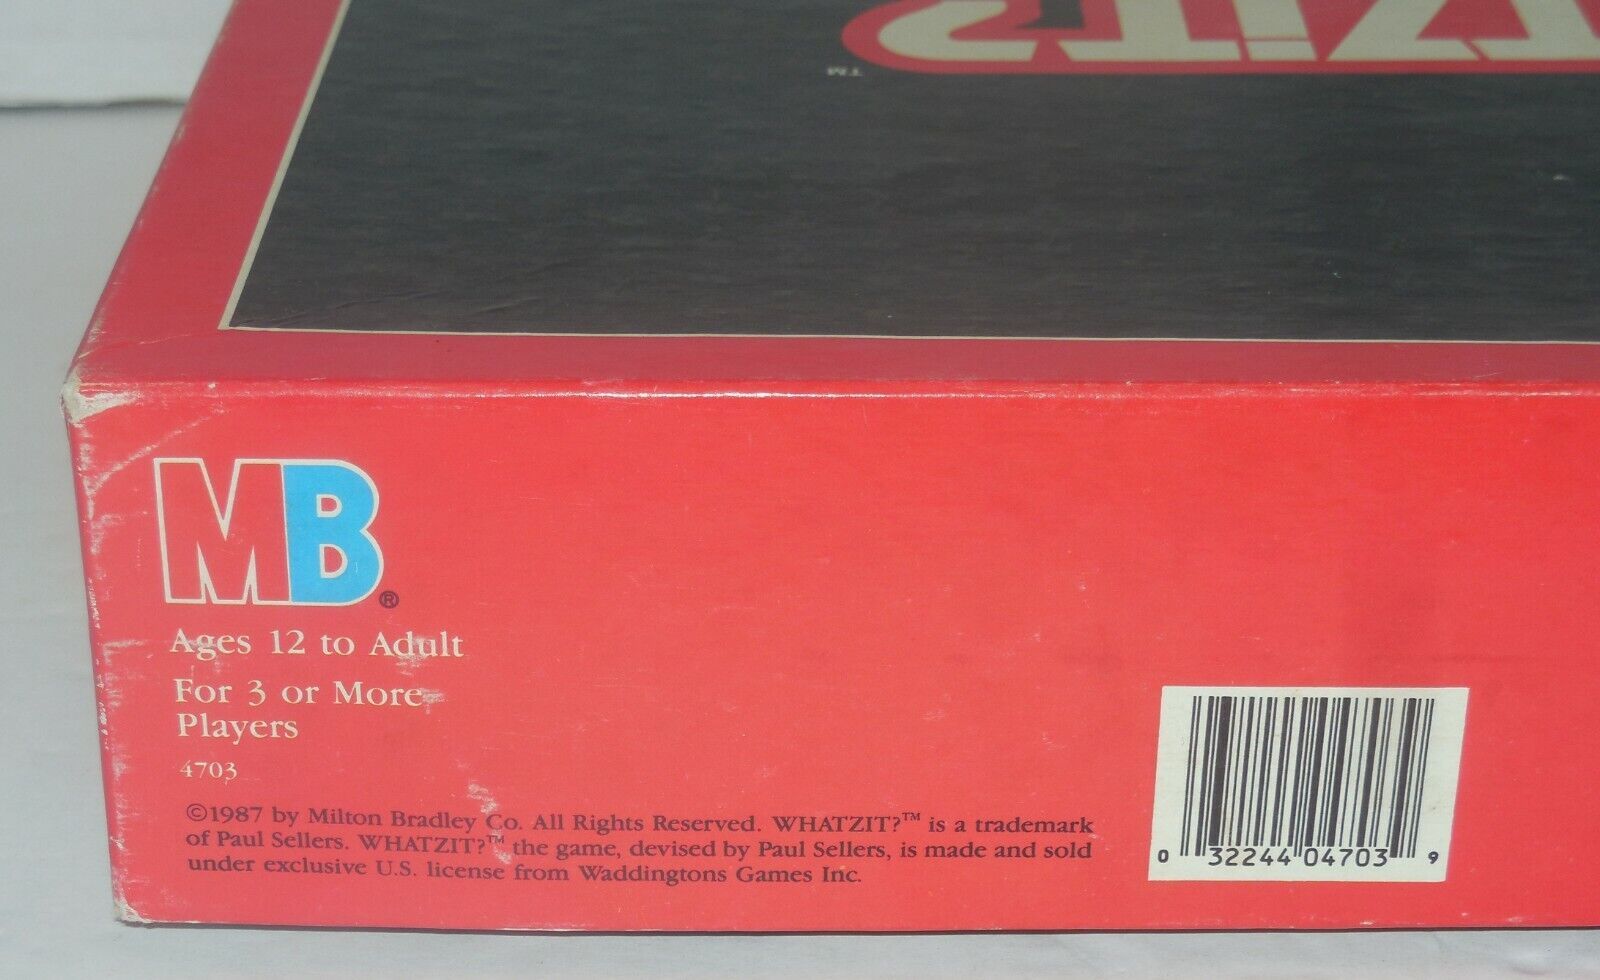 TM
MB®
Ages 12 to Adult
For 3 or More
Players
4703
©1987 by Milton Bradley Co. All Rights Reserved. WHATZIT?™ is a trademark
of Paul Sellers. WHATZIT?™ the game, devised by Paul Sellers, is made and sold
under exclusive U.S. license from Waddingtons Games Inc.
0 32244 04703 9